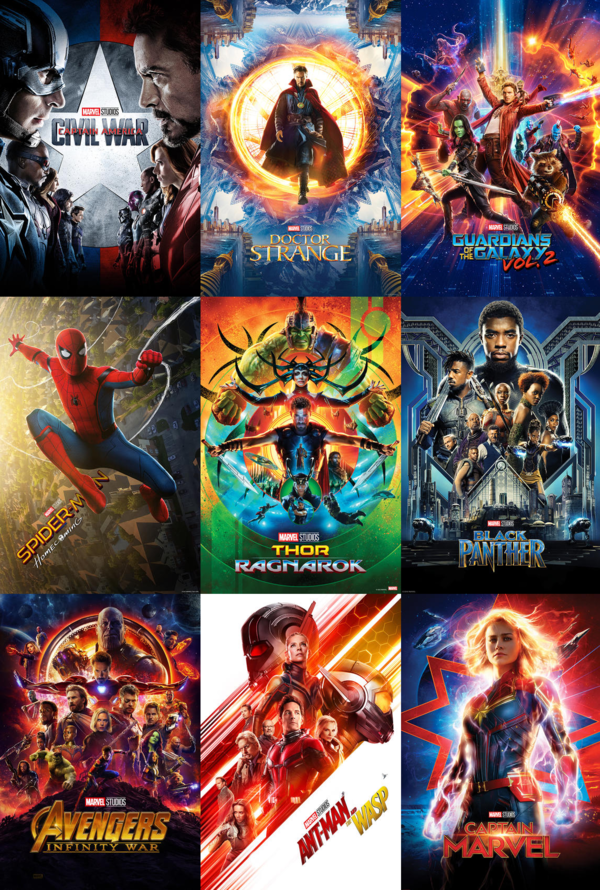 MARVEL STUDIOS
CAPTAIN AMERICA
CIVIL WAR
MARVEL STUDIOS
DOCTOR
STRANGE
MARVEL STUDIOS
GUARDIANS
OF THE GALAXY
VOL. 2
MARVEL
SPIDER-MAN
HOMECOMING
MARVEL STUDIOS
THOR
RAGNAROK
MARVEL
MARVEL STUDIOS
BLACK
PANTHER
MARVEL STUDIOS
AVENGERS
INFINITY WAR
MARVEL STUDIOS
ANT-MAN
AND THE
WASP
MARVEL STUDIOS
CAPTAIN
MARVEL